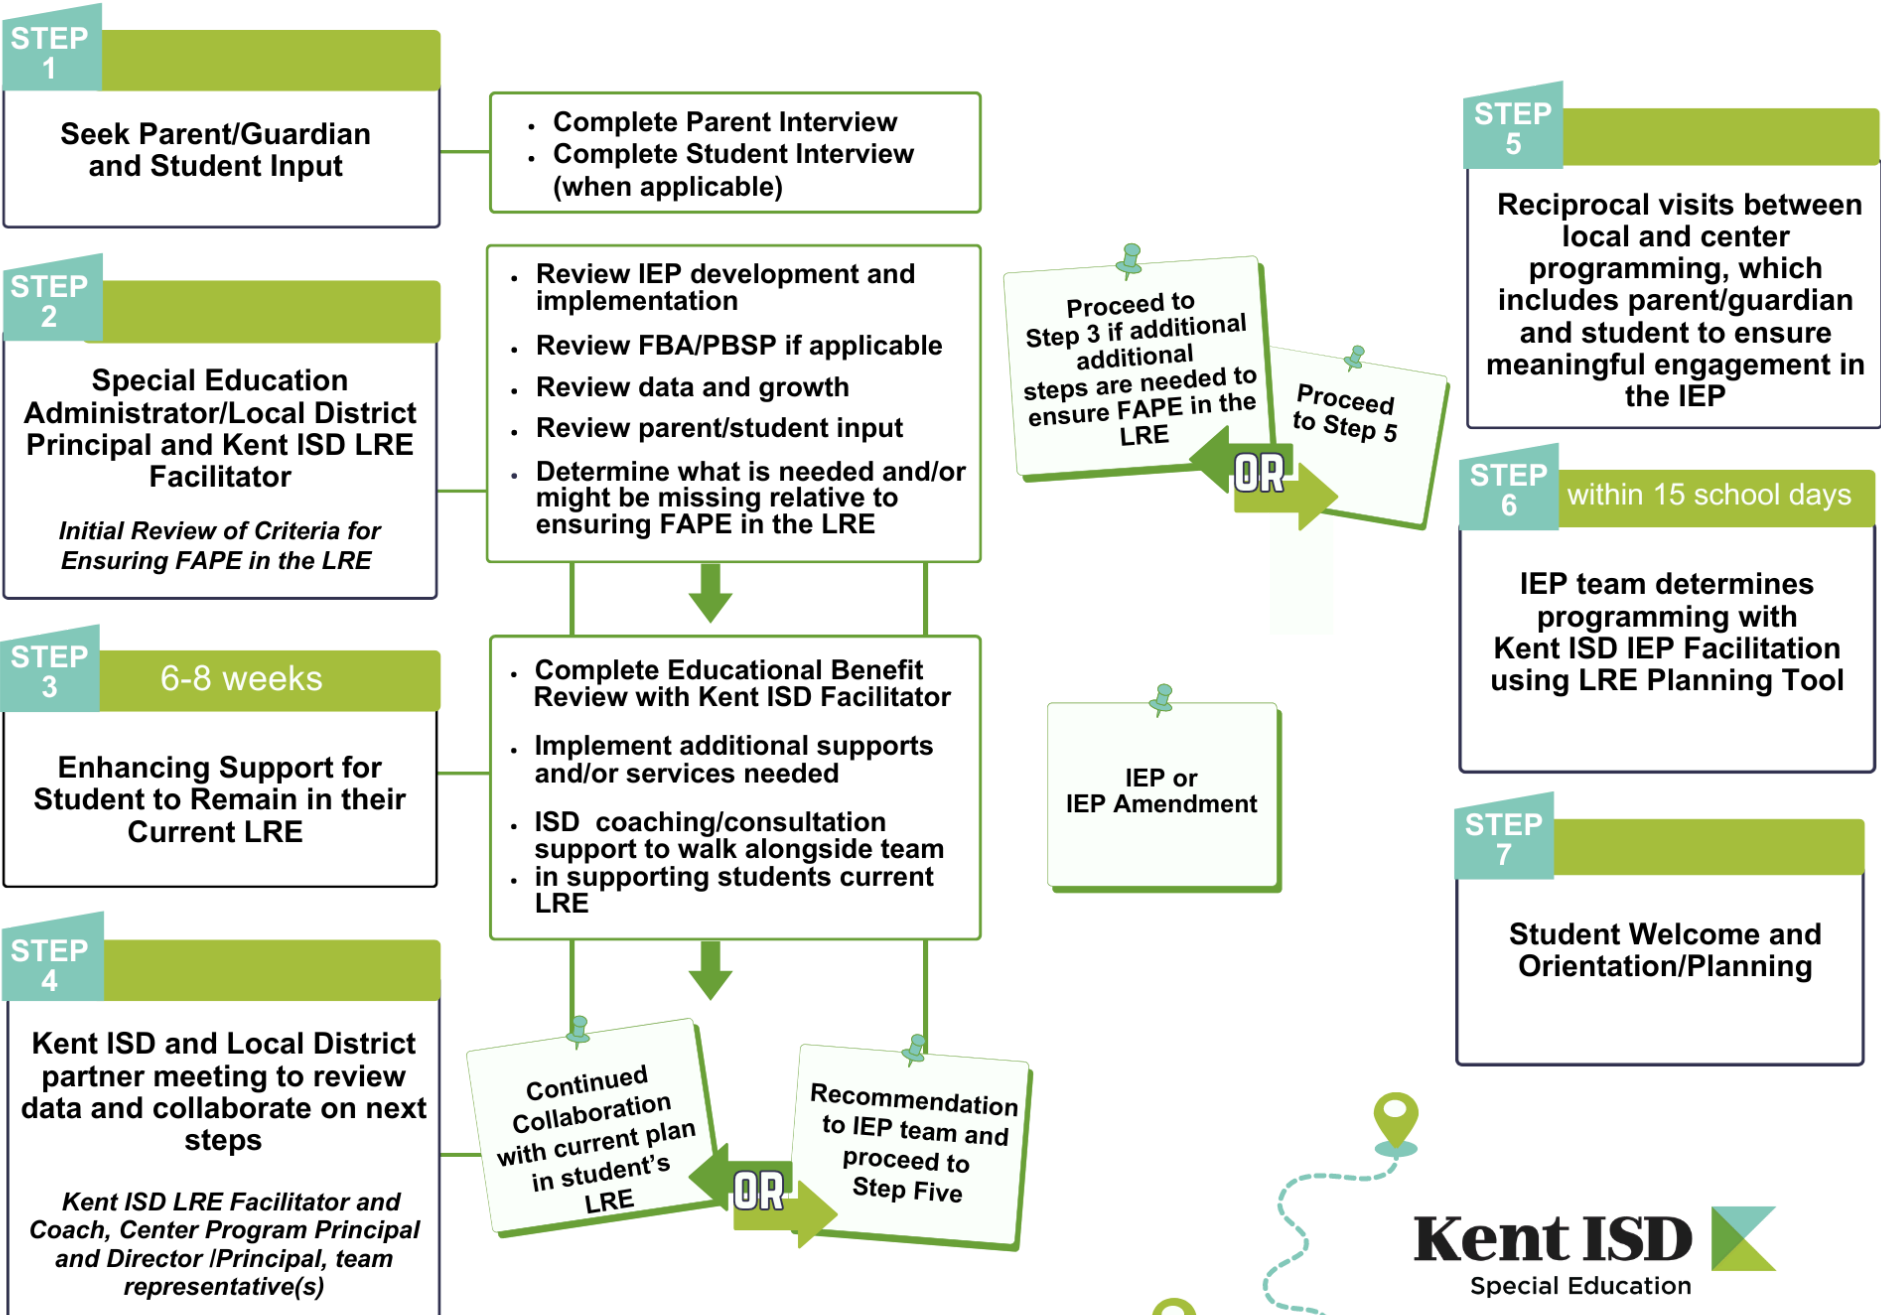 STEP
1
Seek Parent/Guardian
and Student Input
• Complete Parent Interview
• Complete Student Interview
(when applicable)
STEP
2
Special Education
Administrator/Local District
Principal and Kent ISD LRE
Facilitator
Initial Review of Criteria for
Ensuring FAPE in the LRE
• Review IEP development and
implementation
• Review FBA/PBSP if applicable
• Review data and growth
• Review parent/student input
• Determine what is needed and/or
might be missing relative to
ensuring FAPE in the LRE
Proceed to
Step 3 if additional
additional
steps are needed to
ensure FAPE in the
LRE
OR
Proceed
to Step 5
STEP
3
6-8 weeks
Enhancing Support for
Student to Remain in their
Current LRE
• Complete Educational Benefit
Review with Kent ISD Facilitator
• Implement additional supports
and/or services needed
• ISD coaching/consultation
support to walk alongside team
• in supporting students current
LRE
IEP or
IEP Amendment
STEP
4
Kent ISD and Local District
partner meeting to review
data and collaborate on next
steps
Kent ISD LRE Facilitator and
Coach, Center Program Principal
and Director /Principal, team
representative(s)
Continued
Collaboration
with current plan
in student's
LRE
OR
Recommendation
to IEP team and
proceed to
Step Five
STEP
5
Reciprocal visits between
local and center
programming, which
includes parent/guardian
and student to ensure
meaningful engagement in
the IEP
STEP
6
within 15 school days
IEP team determines
programming with
Kent ISD IEP Facilitation
using LRE Planning Tool
STEP
7
Student Welcome and
Orientation/Planning
Kent ISD
Special Education